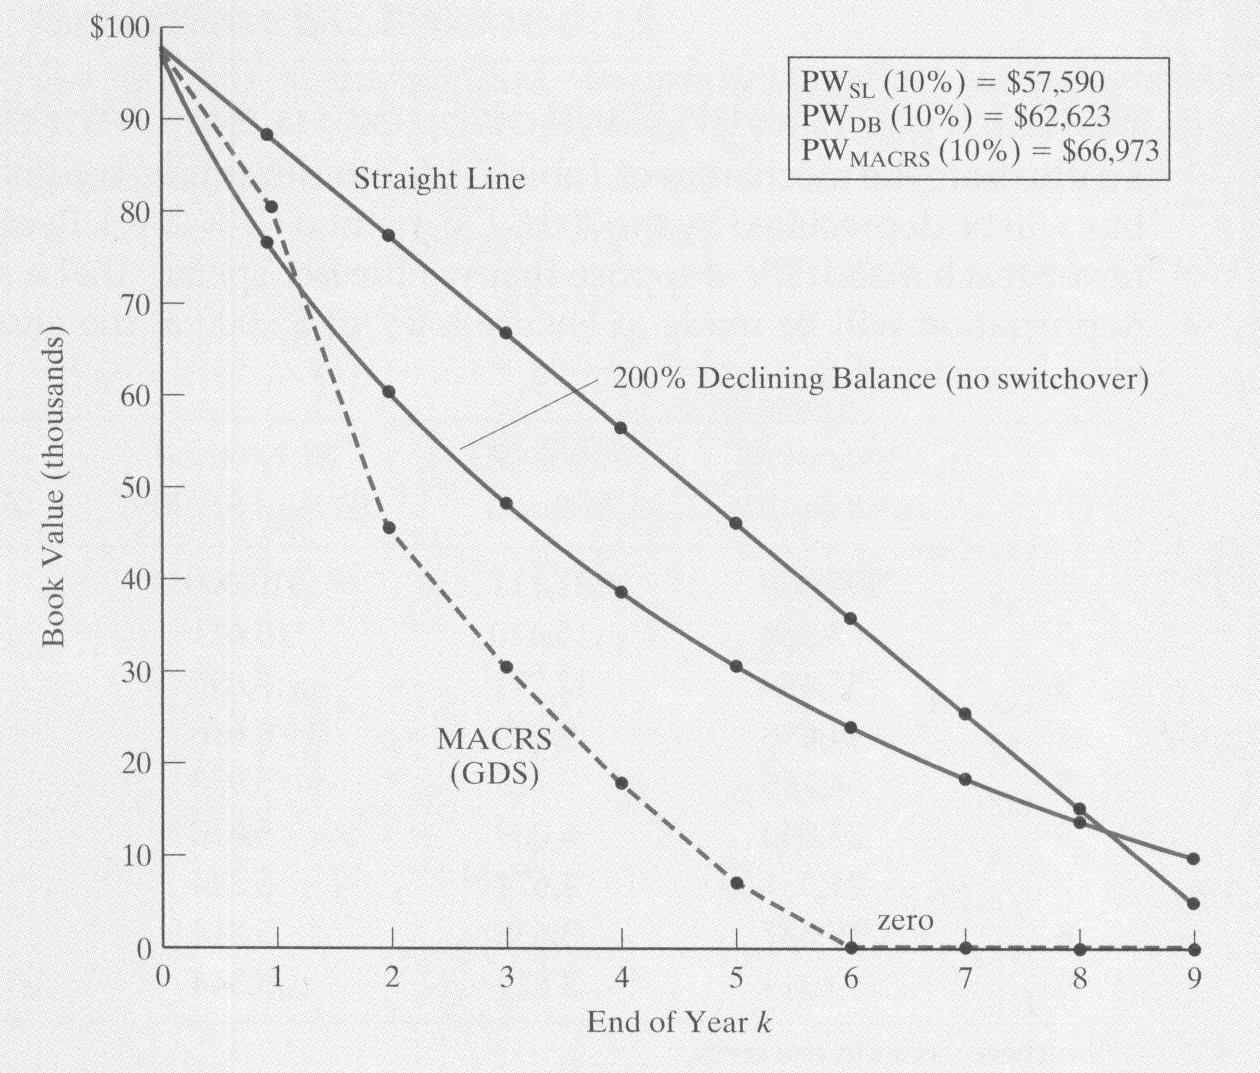 $100
PW_SL (10%) = $57,590
PW_DB (10%) = $62,623
PW_MACRS (10%) = $66,973
90
Straight Line
80
70
200% Declining Balance (no switchover)
60
Book Value (thousands)
50
40
30
MACRS
(GDS)
20
10
zero
0
0 1 2 3 4 5 6 7 8 9
End of Year k